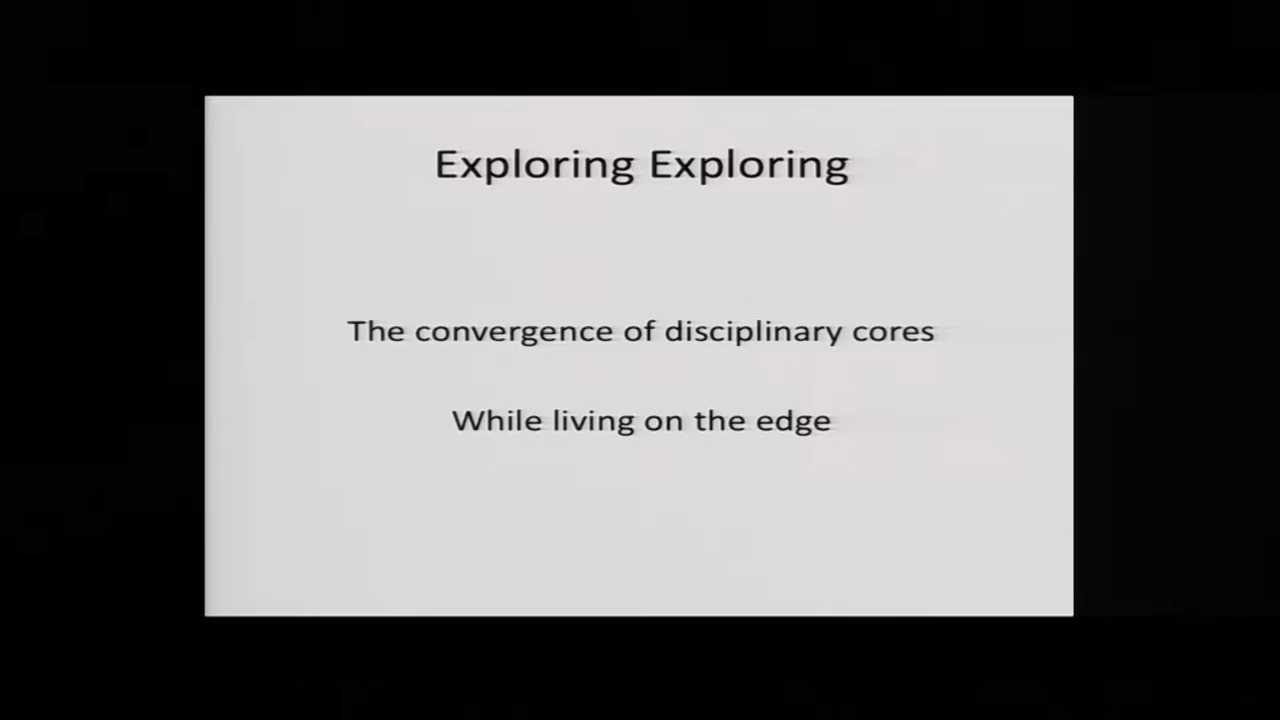 Exploring Exploring
The convergence of disciplinary cores
While living on the edge